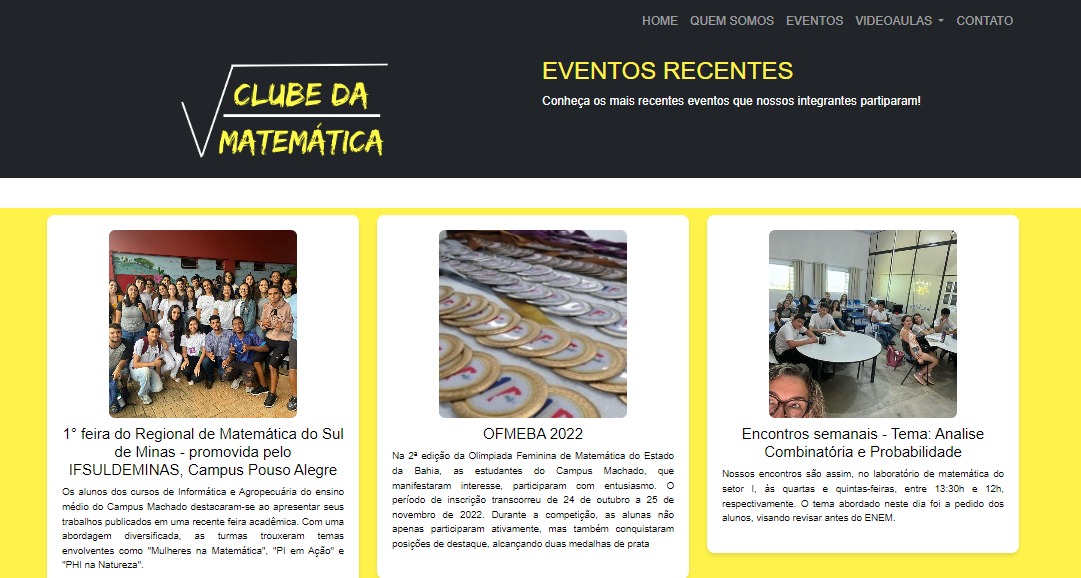 HOME QUEM SOMOS EVENTOS VIDEOAULAS CONTATO
CLUBE DA
MATEMÁTICA
EVENTOS RECENTES
Conheça os mais recentes eventos que nossos integrantes partiparam!
1° feira do Regional de Matemática do Sul
de Minas - promovida pelo
IFSULDEMINAS, Campus Pouso Alegre
Os alunos dos cursos de Informática e Agropecuária do ensino
médio do Campus Machado destacaram-se ao apresentar seus
trabalhos publicados em uma recente feira acadêmica. Com uma
abordagem diversificada, as turmas trouxeram temas
envolventes como "Mulheres na Matemática", "PI em Ação" e
"PHI na Natureza".
OFMEBA 2022
Na 2ª edição da Olimpiada Feminina de Matemática do Estado
da Bahia, as estudantes do Campus Machado, que
manifestaram interesse, participaram com entusiasmo. O
período de inscrição transcorreu de 24 de outubro a 25 de
novembro de 2022. Durante a competição, as alunas não
apenas participaram ativamente, mas também conquistaram
posições de destaque, alcançando duas medalhas de prata
Encontros semanais - Tema: Analise
Combinatória e Probabilidade
Nossos encontros são assim, no laboratório de matemática do
setor I, às quartas e quintas-feiras, entre 13:30h e 12h,
respectivamente. O tema abordado neste dia foi a pedido dos
alunos, visando revisar antes do ENEM.